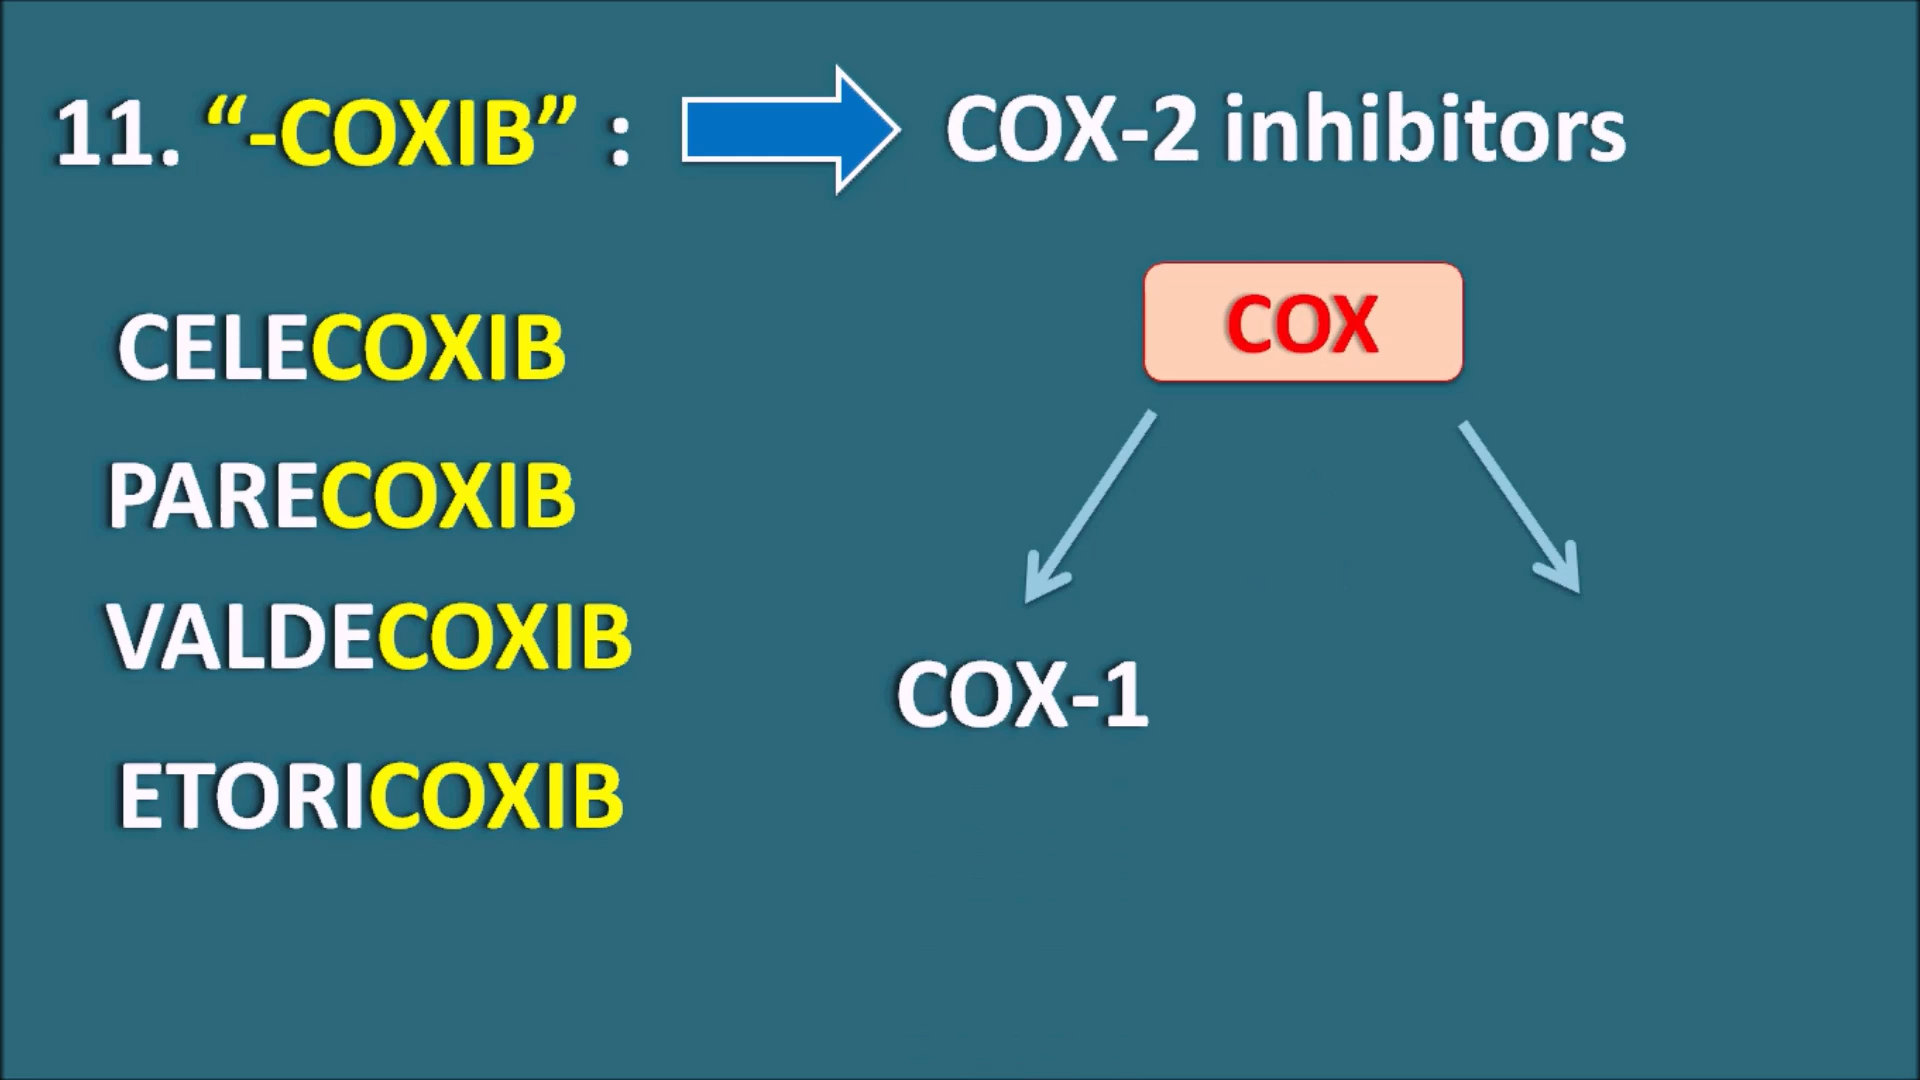 11. “-COXIB” : COX-2 inhibitors
CELECOXIB
PARECOXIB
VALDECOXIB
ETORICOXIB
COX
COX-1